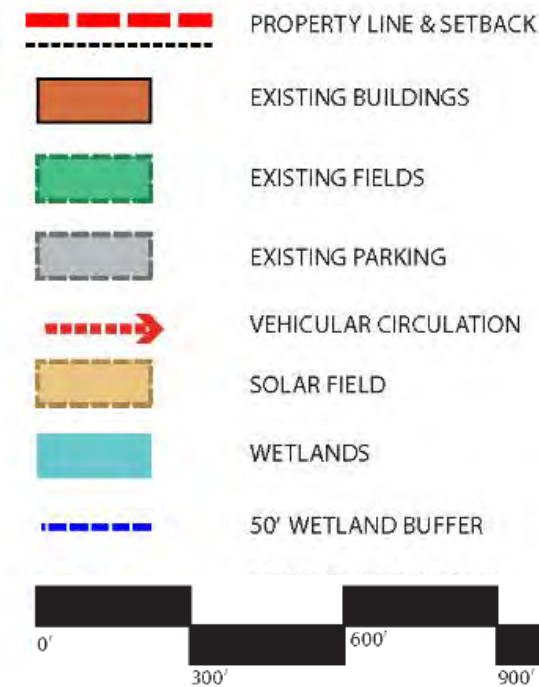 PROPERTY LINE & SETBACK
EXISTING BUILDINGS
EXISTING FIELDS
EXISTING PARKING
VEHICULAR CIRCULATION
SOLAR FIELD
WETLANDS
50' WETLAND BUFFER
0' 600'
300' 900'